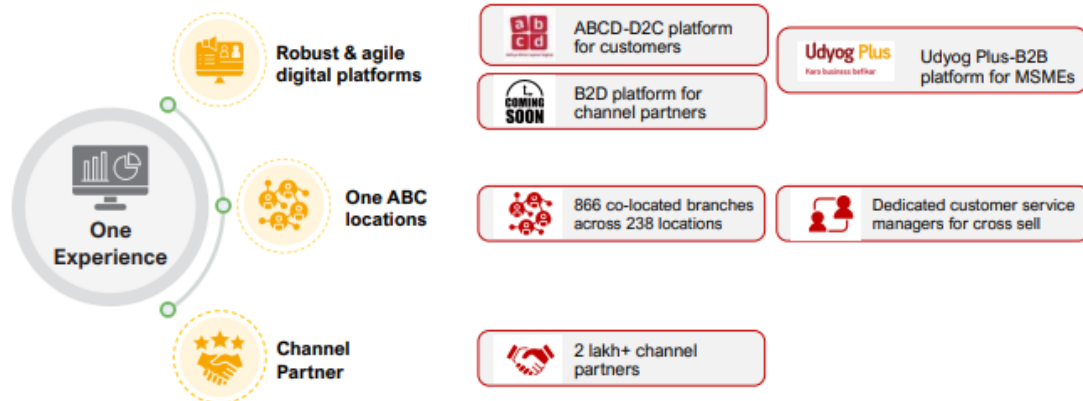 One
Experience
Robust & agile
digital platforms
a b
c d
ABCD-D2C platform
for customers
Udyog Plus
Karo business befikar
Udyog Plus-B2B
platform for MSMEs
COMING
SOON
B2D platform for
channel partners
One ABC
locations
866 co-located branches
across 238 locations
Dedicated customer service
managers for cross sell
Channel
Partner
2 lakh+ channel
partners